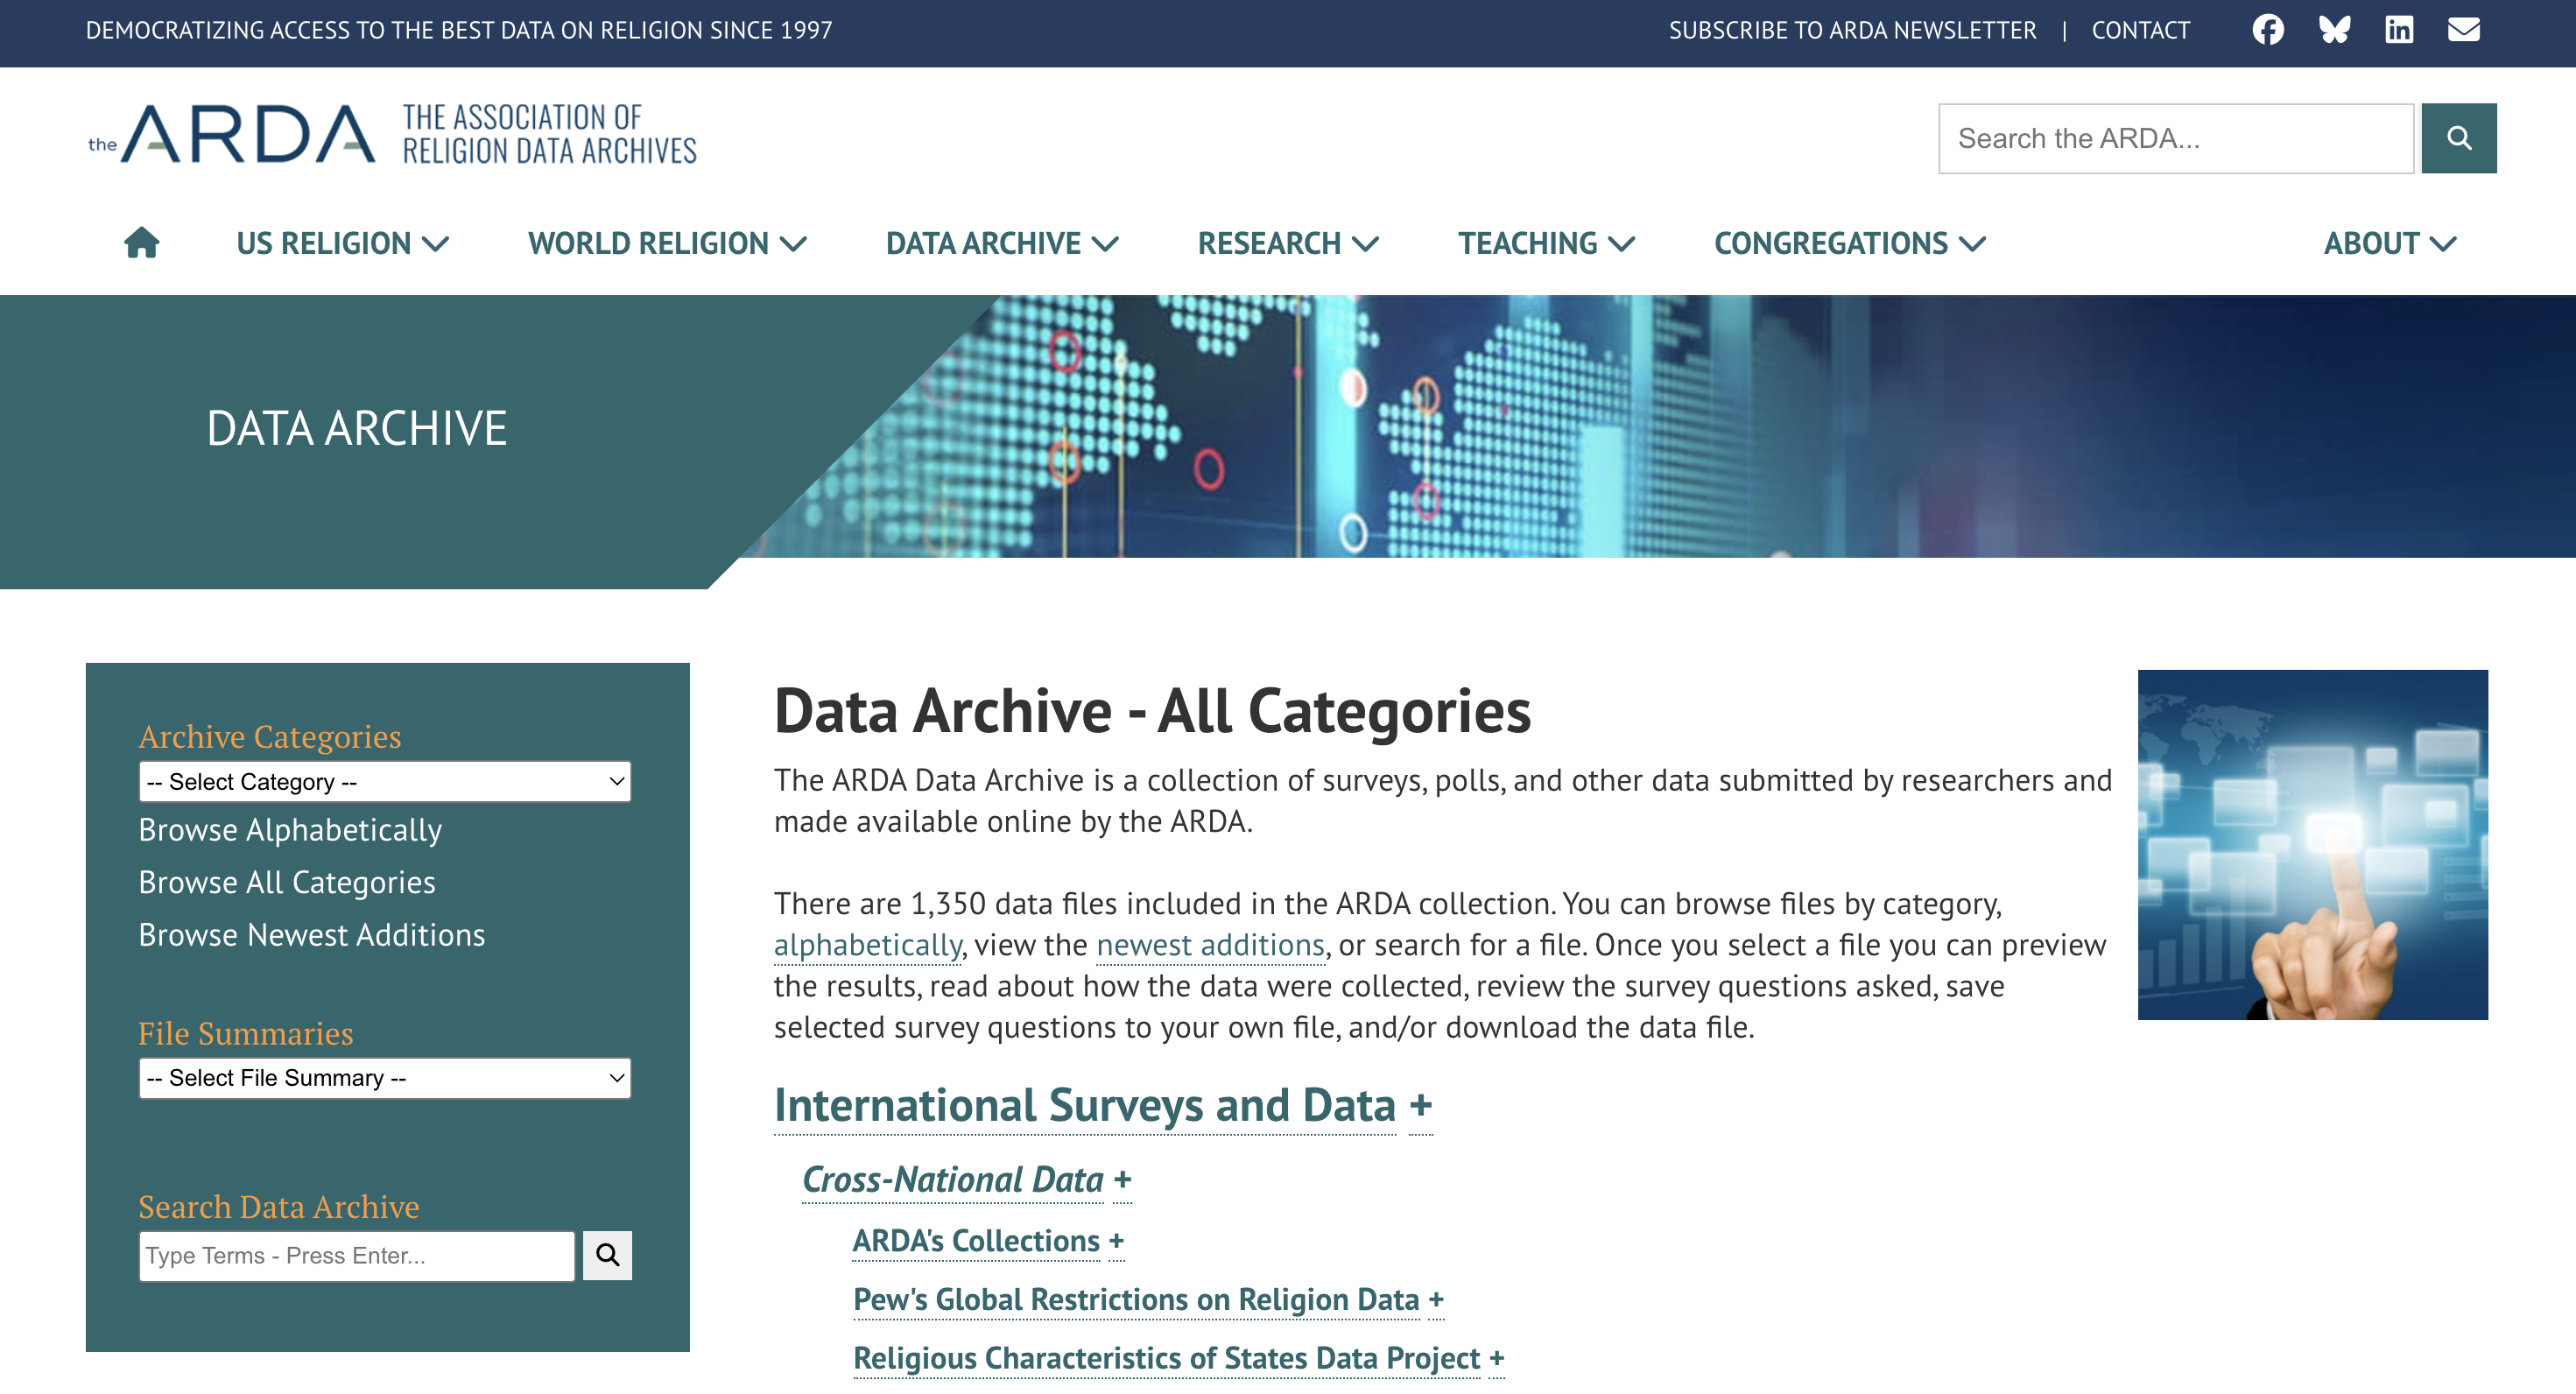 DEMOCRATIZING ACCESS TO THE BEST DATA ON RELIGION SINCE 1997
SUBSCRIBE TO ARDA NEWSLETTER | CONTACT
the ARDA THE ASSOCIATION OF
RELIGION DATA ARCHIVES
Search the ARDA...
US RELIGION
WORLD RELIGION
DATA ARCHIVE
RESEARCH
TEACHING
CONGREGATIONS
ABOUT
DATA ARCHIVE
Archive Categories
-- Select Category --
Browse Alphabetically
Browse All Categories
Browse Newest Additions
File Summaries
-- Select File Summary --
Search Data Archive
Type Terms - Press Enter...
Data Archive - All Categories
The ARDA Data Archive is a collection of surveys, polls, and other data submitted by researchers and
made available online by the ARDA.
There are 1,350 data files included in the ARDA collection. You can browse files by category,
alphabetically, view the newest additions, or search for a file. Once you select a file you can preview
the results, read about how the data were collected, review the survey questions asked, save
selected survey questions to your own file, and/or download the data file.
International Surveys and Data +
Cross-National Data +
ARDA's Collections +
Pew's Global Restrictions on Religion Data +
Religious Characteristics of States Data Project +